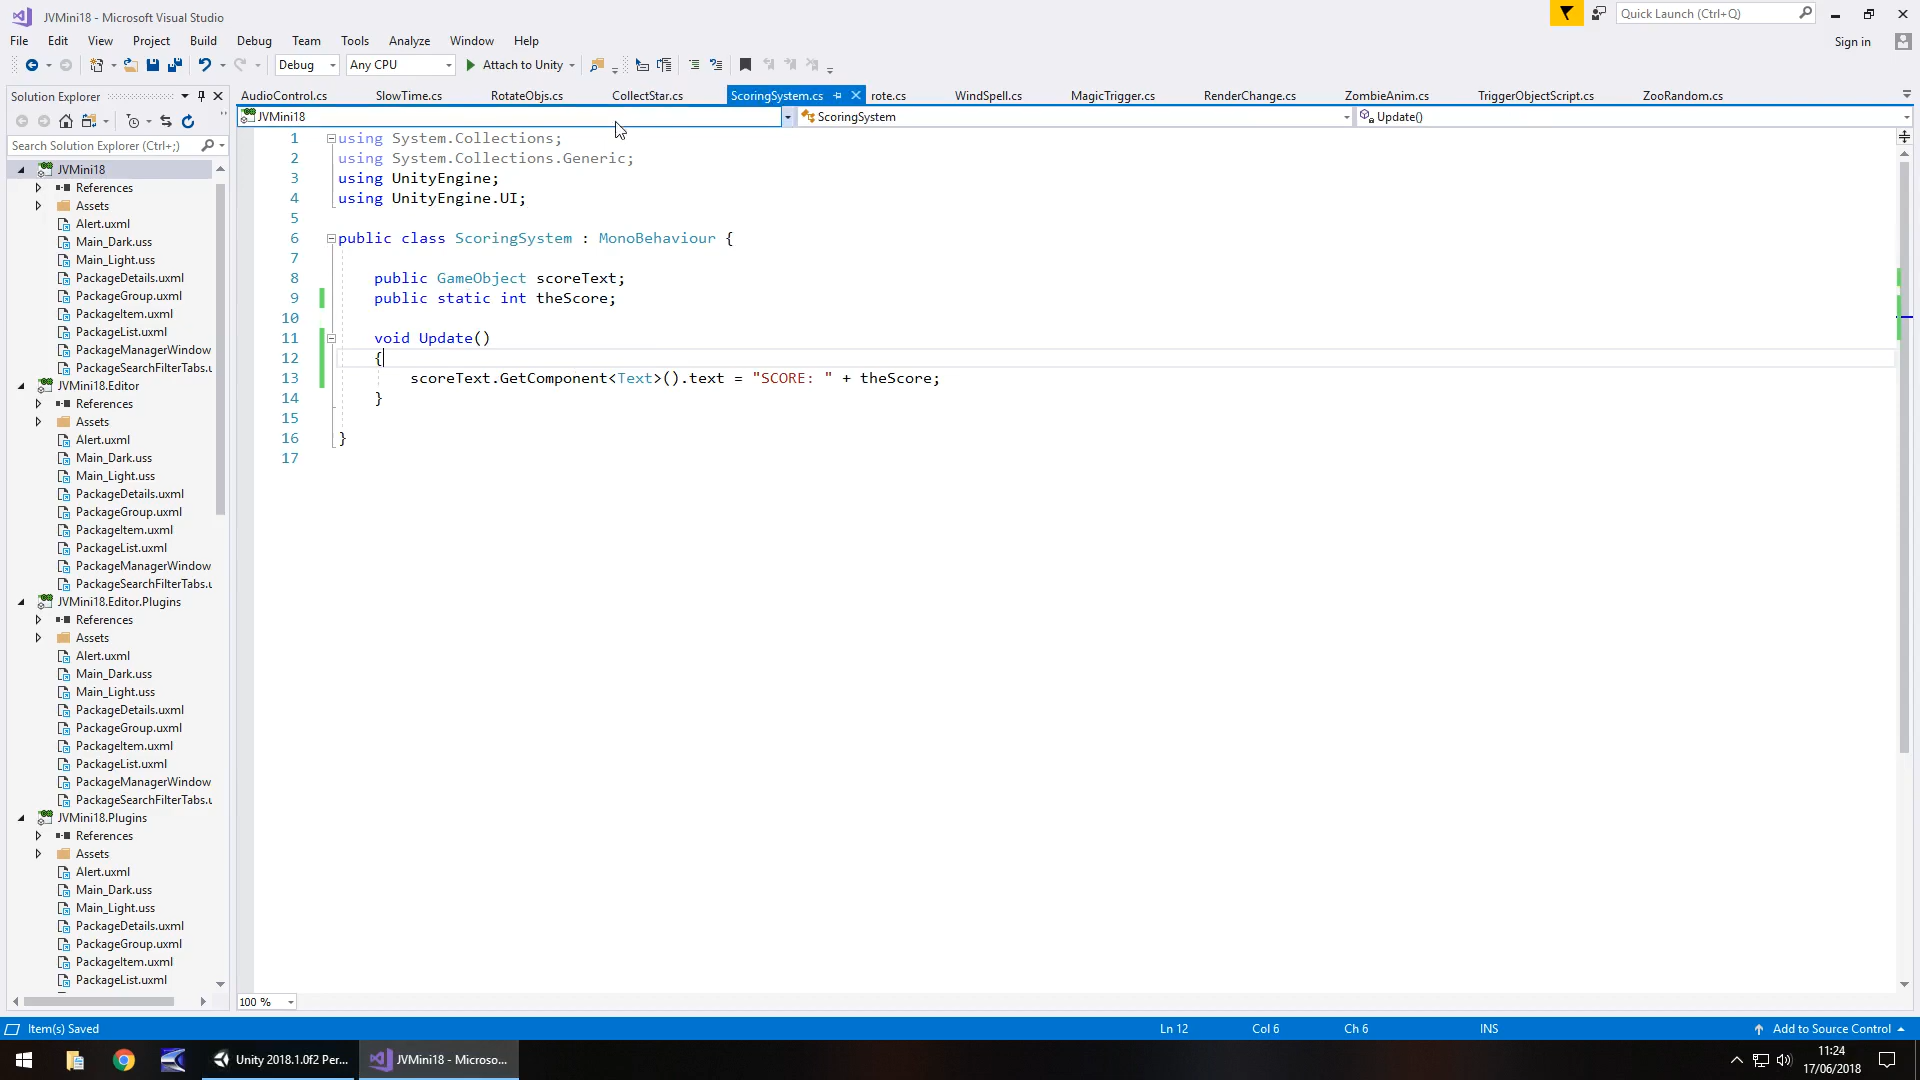 JVMini18 - Microsoft Visual Studio
Quick Launch (Ctrl+Q)
File Edit View Project Build Debug Team Tools Analyze Window Help
Sign in
Debug Any CPU Attach to Unity
Solution Explorer
AudioControl.cs SlowTime.cs RotateObjs.cs CollectStar.cs ScoringSystem.cs rote.cs WindSpell.cs MagicTrigger.cs RenderChange.cs ZombieAnim.cs TriggerObjectScript.cs ZooRandom.cs
JVMini18 ScoringSystem Update()
Search Solution Explorer (Ctrl+;)
JVMini18
References
Assets
Alert.uxml
Main_Dark.uss
Main_Light.uss
PackageDetails.uxml
PackageGroup.uxml
PackageItem.uxml
PackageList.uxml
PackageManagerWindow
PackageSearchFilterTabs.u
JVMini18.Editor
References
Assets
Alert.uxml
Main_Dark.uss
Main_Light.uss
PackageDetails.uxml
PackageGroup.uxml
PackageItem.uxml
PackageList.uxml
PackageManagerWindow
PackageSearchFilterTabs.u
JVMini18.Editor.Plugins
References
Assets
Alert.uxml
Main_Dark.uss
Main_Light.uss
PackageDetails.uxml
PackageGroup.uxml
PackageItem.uxml
PackageList.uxml
PackageManagerWindow
PackageSearchFilterTabs.u
JVMini18.Plugins
References
Assets
Alert.uxml
Main_Dark.uss
Main_Light.uss
PackageDetails.uxml
PackageGroup.uxml
PackageItem.uxml
PackageList.uxml
1 using System.Collections;
2 using System.Collections.Generic;
3 using UnityEngine;
4 using UnityEngine.UI;
5
6 public class ScoringSystem : MonoBehaviour {
7
8 public GameObject scoreText;
9 public static int theScore;
10
11 void Update()
12 {
13 scoreText.GetComponent<Text>().text = "SCORE: " + theScore;
14 }
15
16 }
17
100 %
Item(s) Saved Ln 12 Col 6 Ch 6 INS Add to Source Control
Unity 2018.1.0f2 Per... JVMini18 - Microso...
11:24
17/06/2018